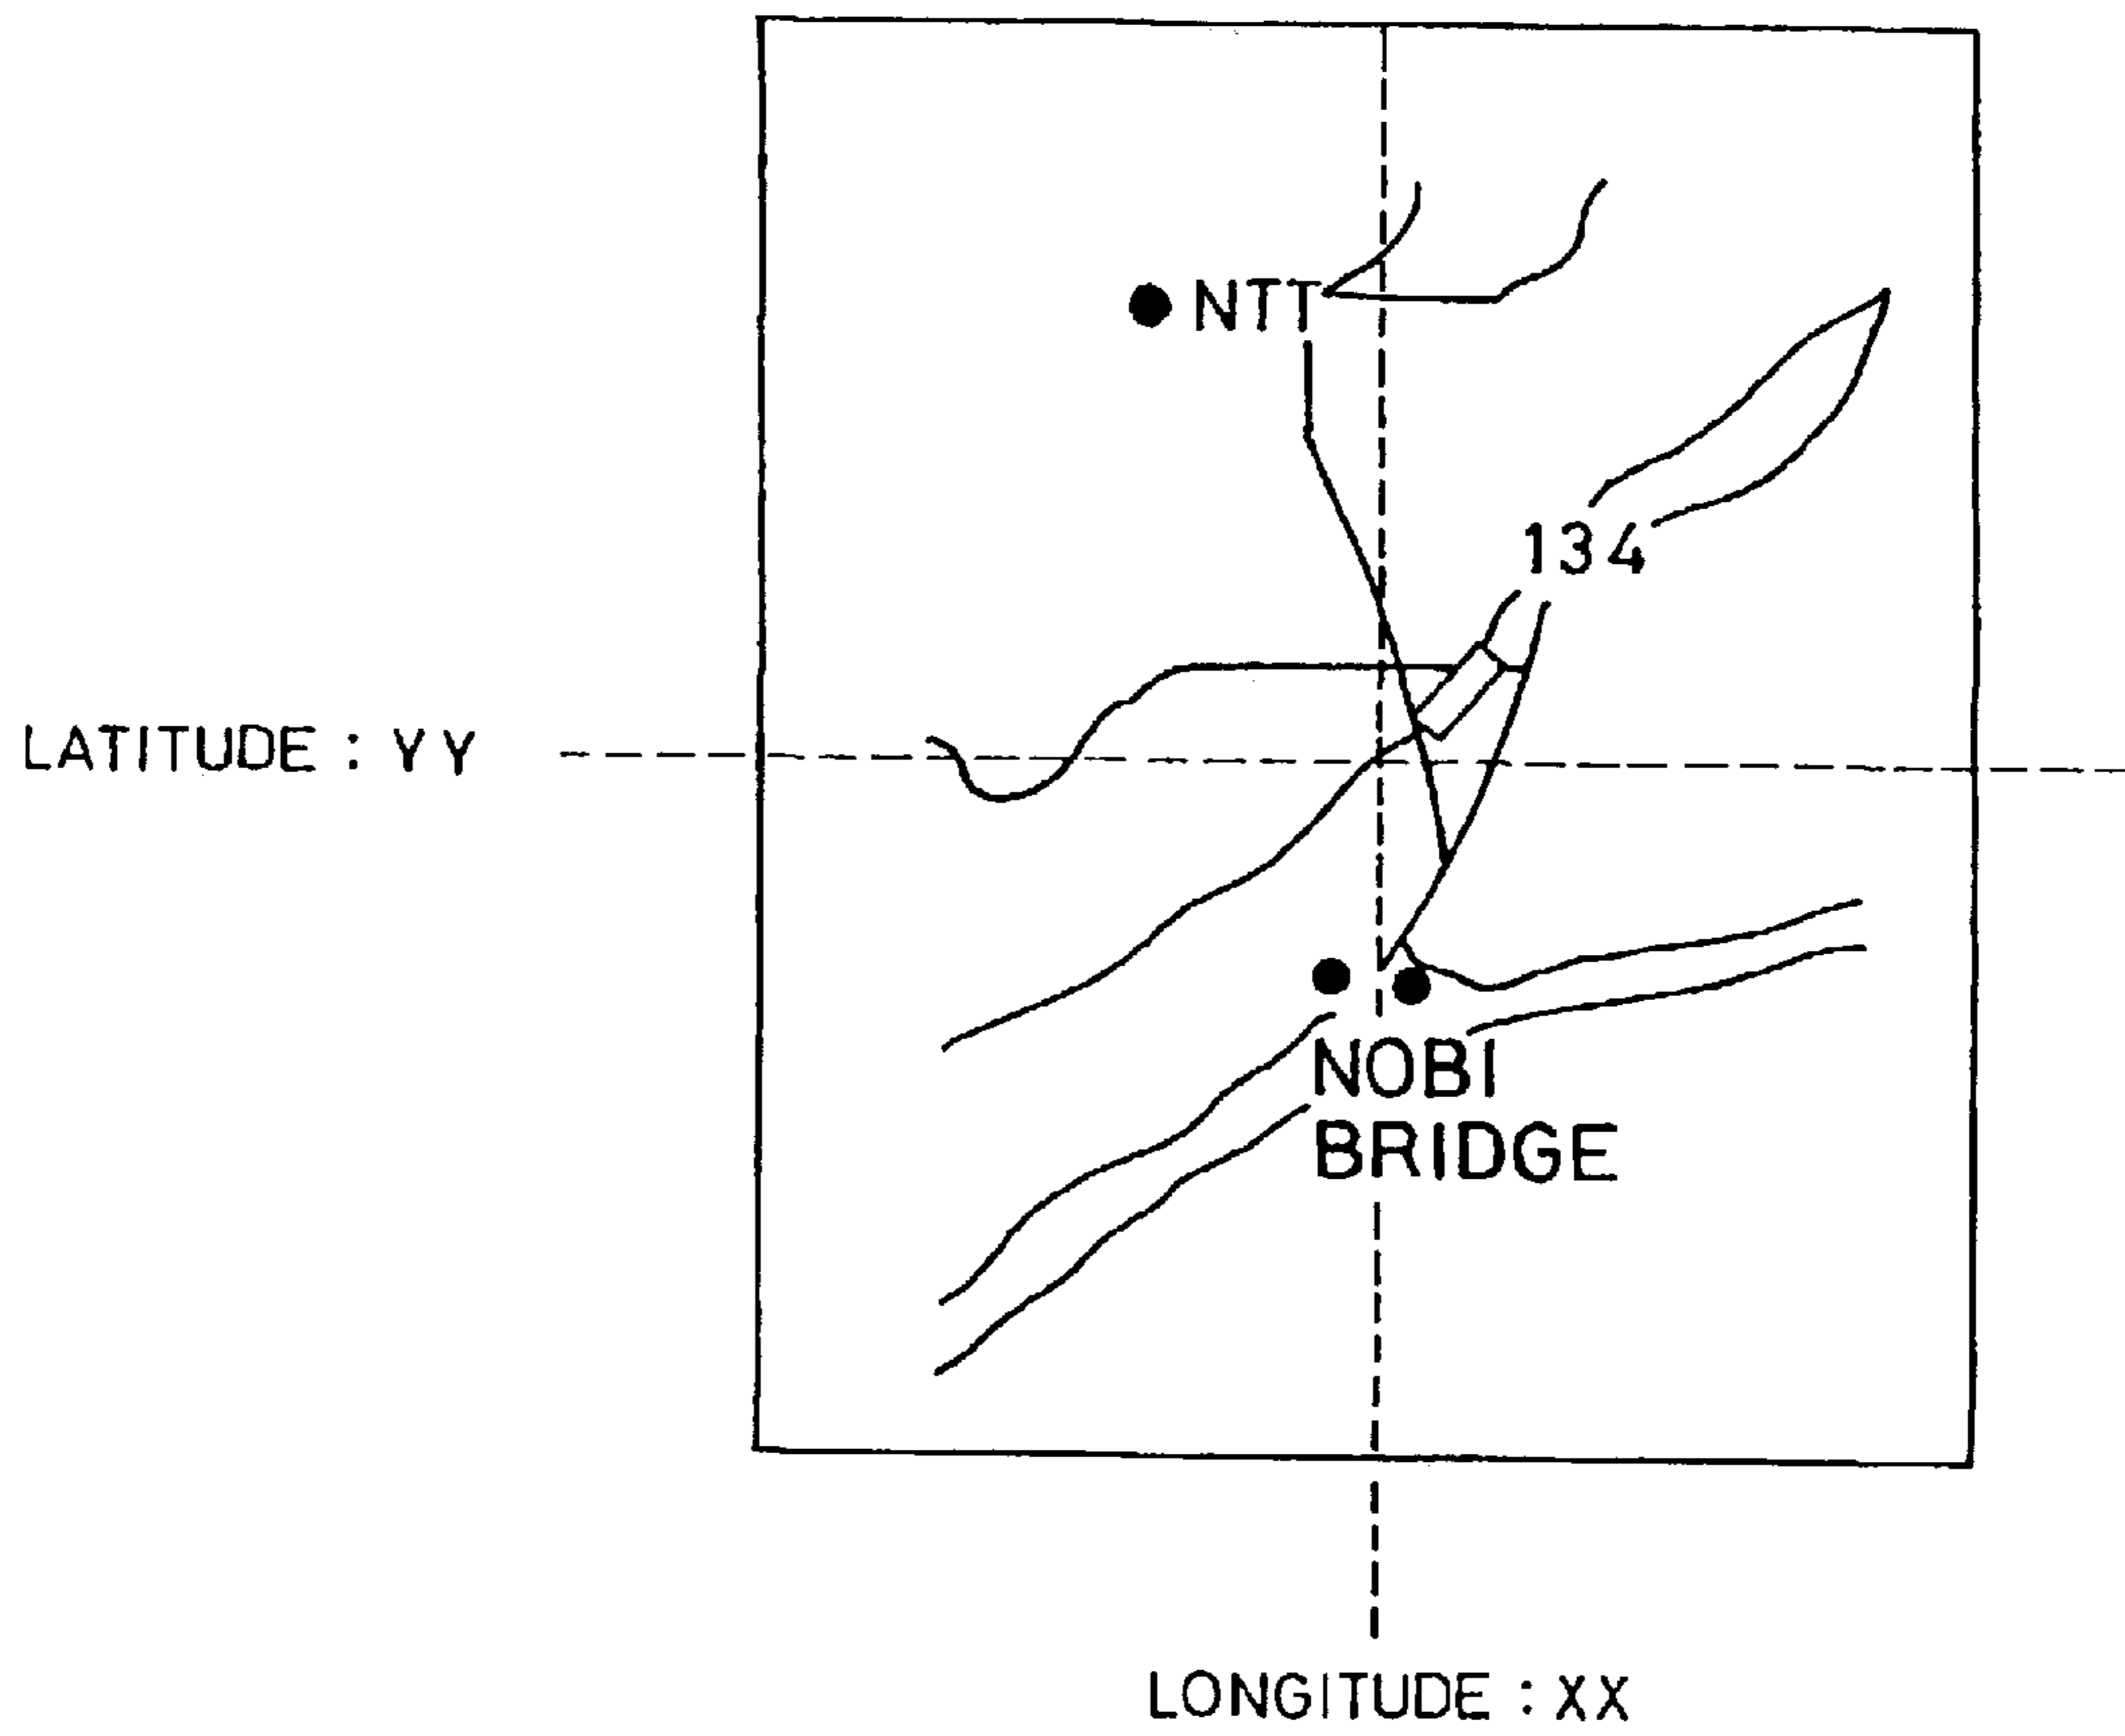 NTT
134
LATITUDE : YY
NOBI
BRIDGE
LONGITUDE : XX